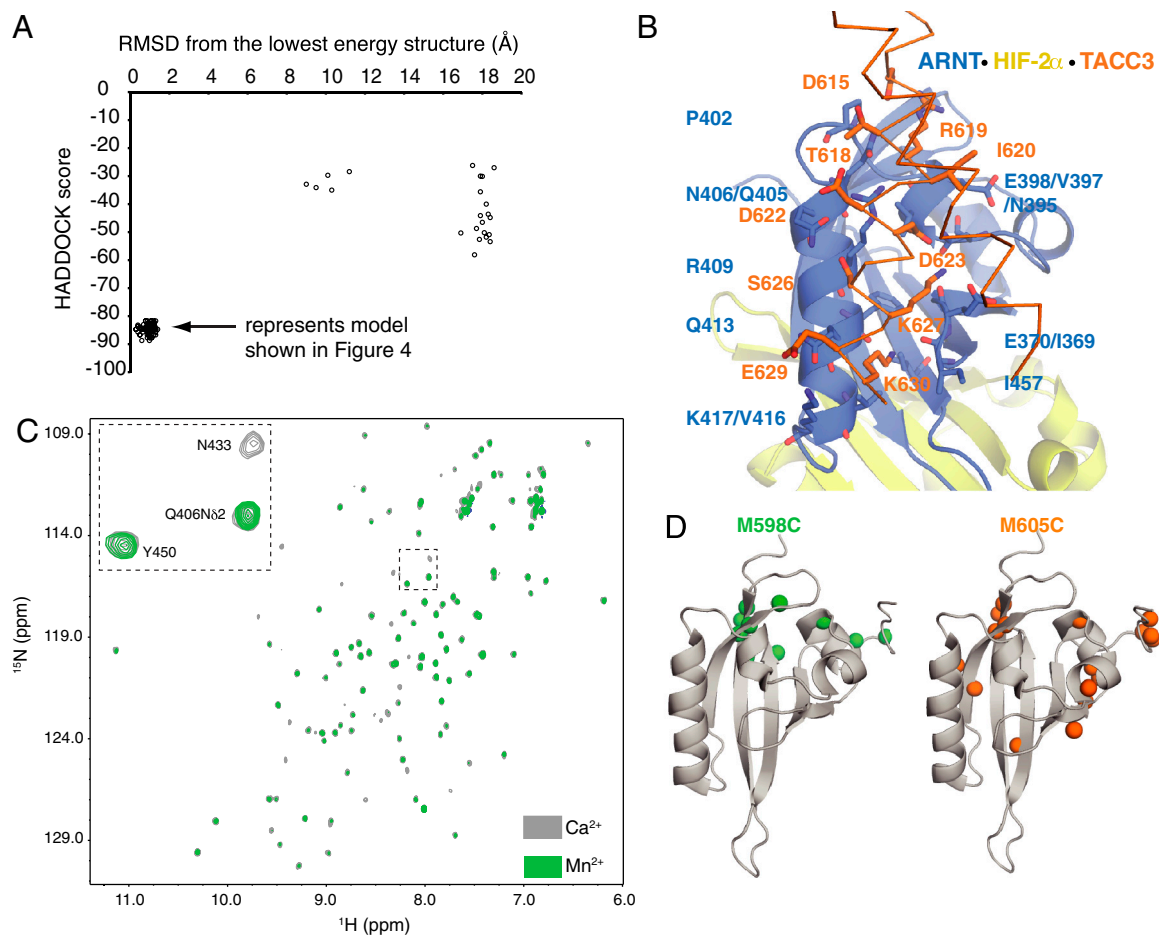 A
RMSD from the lowest energy structure (Å)
0 2 4 6 8 10 12 14 16 18 20
HADDOCK score
0
-10
-20
-30
-40
-50
-60
-70
-80
-90
-100
represents model
shown in Figure 4
B
ARNT • HIF-2α • TACC3
D615
P402
R619
T618
I620
N406/Q405
E398/V397
/N395
D622
R409
D623
S626
Q413
K627
E370/I369
E629
K630
I457
K417/V416
C
109.0
114.0
119.0
124.0
129.0
15N (ppm)
N433
Q406Nδ2
Y450
Ca2+
Mn2+
11.0 10.0 9.0 8.0 7.0 6.0
1H (ppm)
D
M598C
M605C